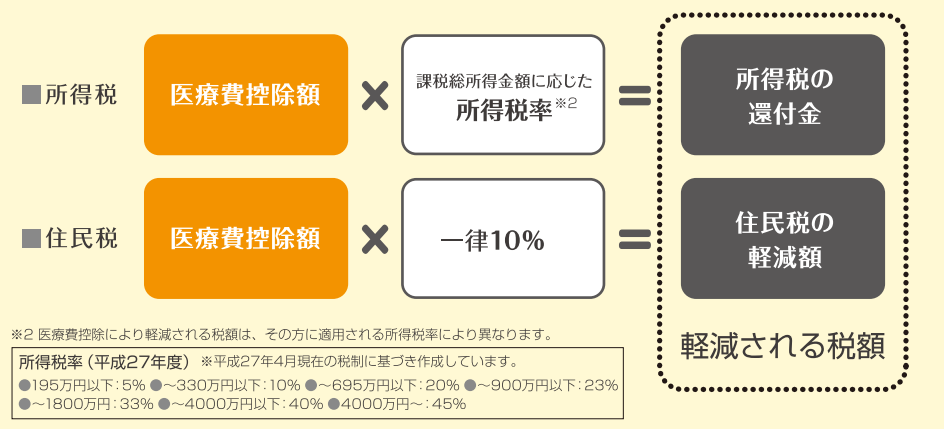 ■所得税
医療費控除額
×
課税総所得金額に応じた
所得税率※2
=
所得税の
還付金
■住民税
医療費控除額
×
一律10%
=
住民税の
軽減額
軽減される税額
※2 医療費控除により軽減される税額は、その方に適用される所得税率により異なります。
所得税率（平成27年度） ※平成27年4月現在の税制に基づき作成しています。
●195万円以下：5% ●〜330万円以下：10% ●〜695万円以下：20% ●〜900万円以下：23%
●〜1800万円：33% ●〜4000万円以下：40% ●4000万円〜：45%